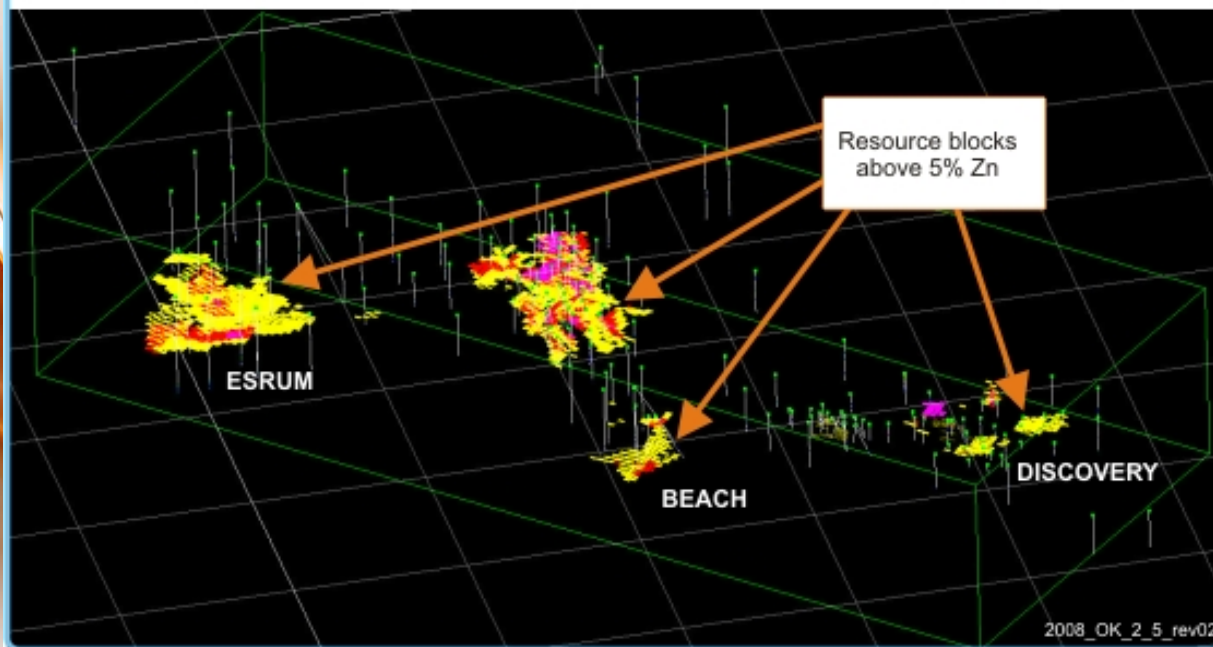 Resource blocks
above 5% Zn
ESRUM
BEACH
DISCOVERY
2008_OK_2_5_rev02